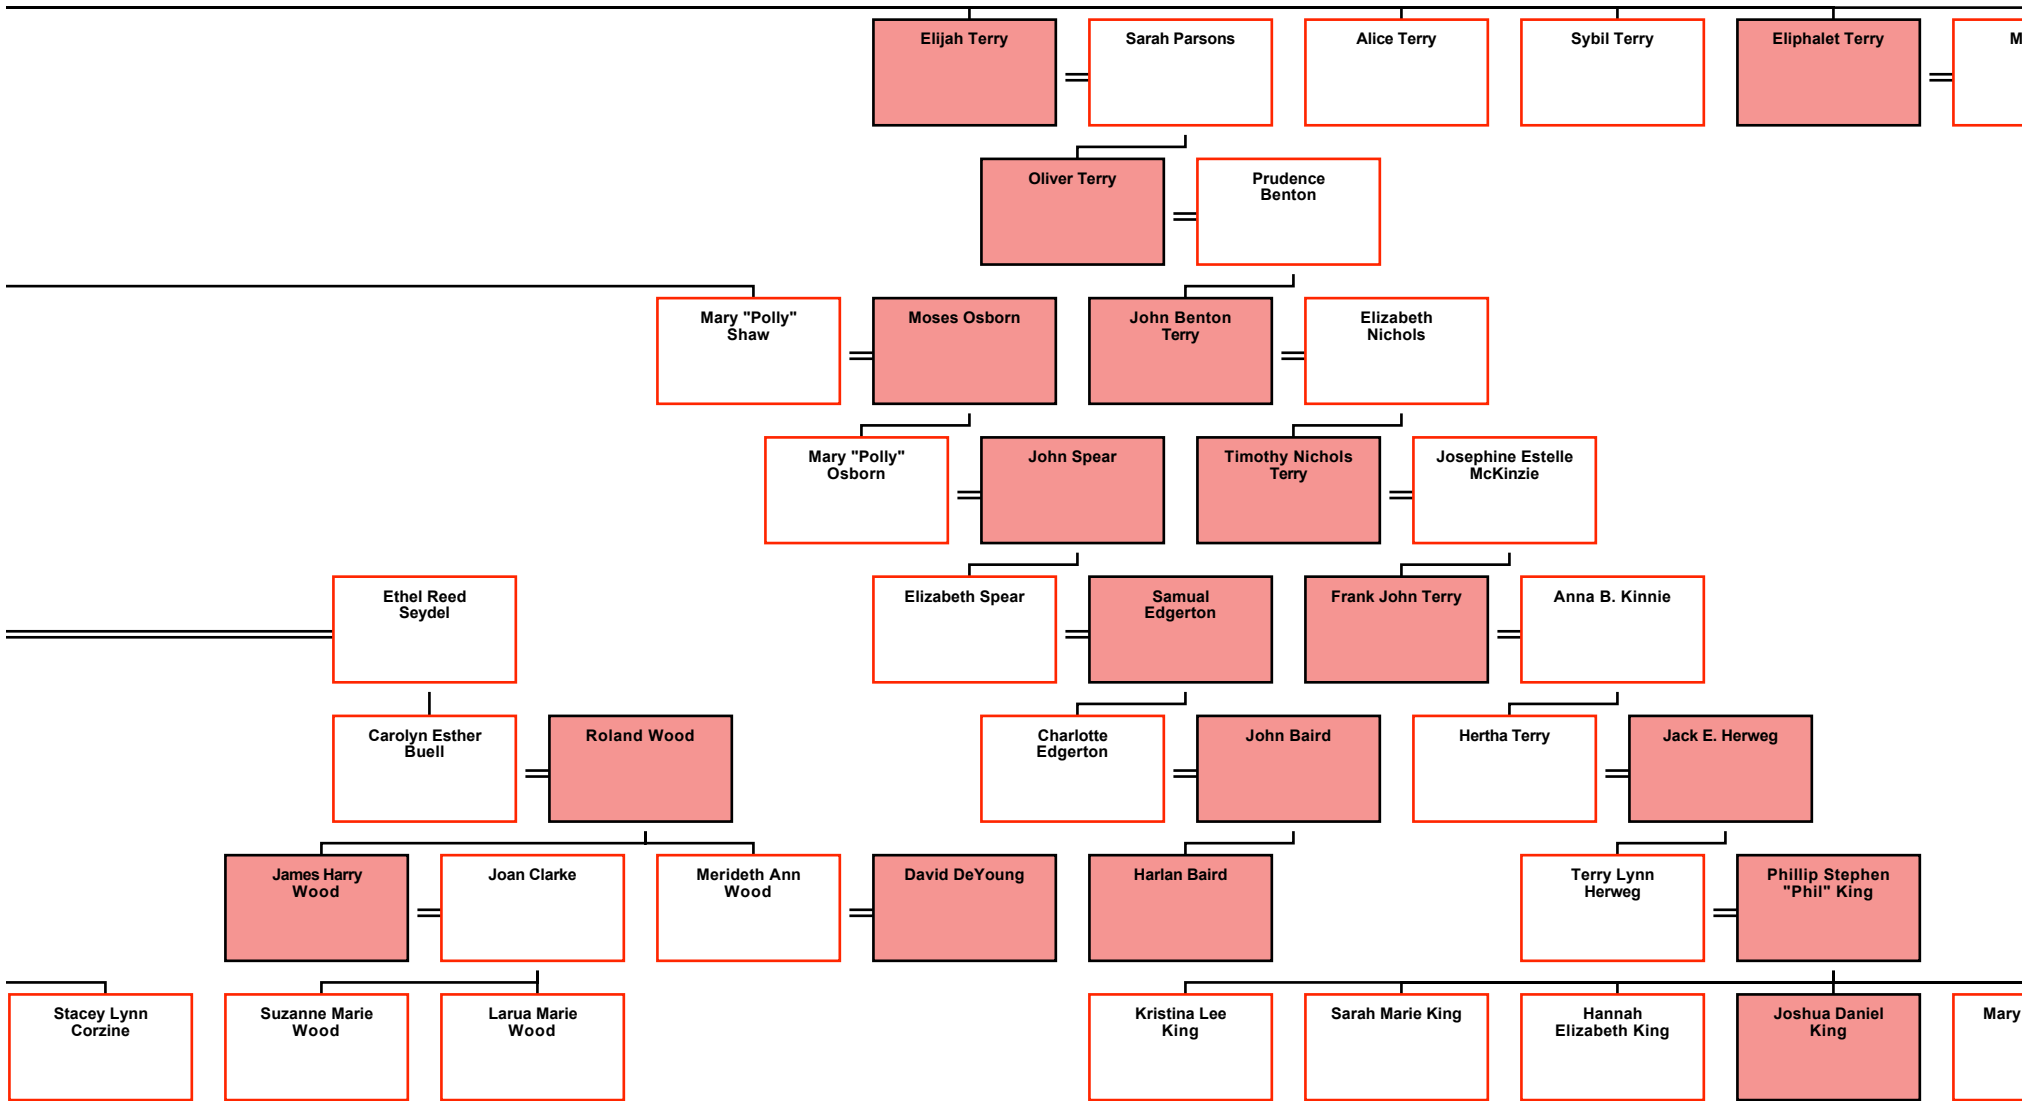 Elijah Terry
Sarah Parsons
Alice Terry
Sybil Terry
Eliphalet Terry
M
Oliver Terry
Prudence
Benton
Mary "Polly"
Shaw
Moses Osborn
John Benton
Terry
Elizabeth
Nichols
Mary "Polly"
Osborn
John Spear
Timothy Nichols
Terry
Josephine Estelle
McKinzie
Ethel Reed
Seydel
Elizabeth Spear
Samual
Edgerton
Frank John Terry
Anna B. Kinnie
Carolyn Esther
Buell
Roland Wood
Charlotte
Edgerton
John Baird
Hertha Terry
Jack E. Herweg
James Harry
Wood
Joan Clarke
Merideth Ann
Wood
David DeYoung
Harlan Baird
Terry Lynn
Herweg
Phillip Stephen
"Phil" King
Stacey Lynn
Corzine
Suzanne Marie
Wood
Larua Marie
Wood
Kristina Lee
King
Sarah Marie King
Hannah
Elizabeth King
Joshua Daniel
King
Mary